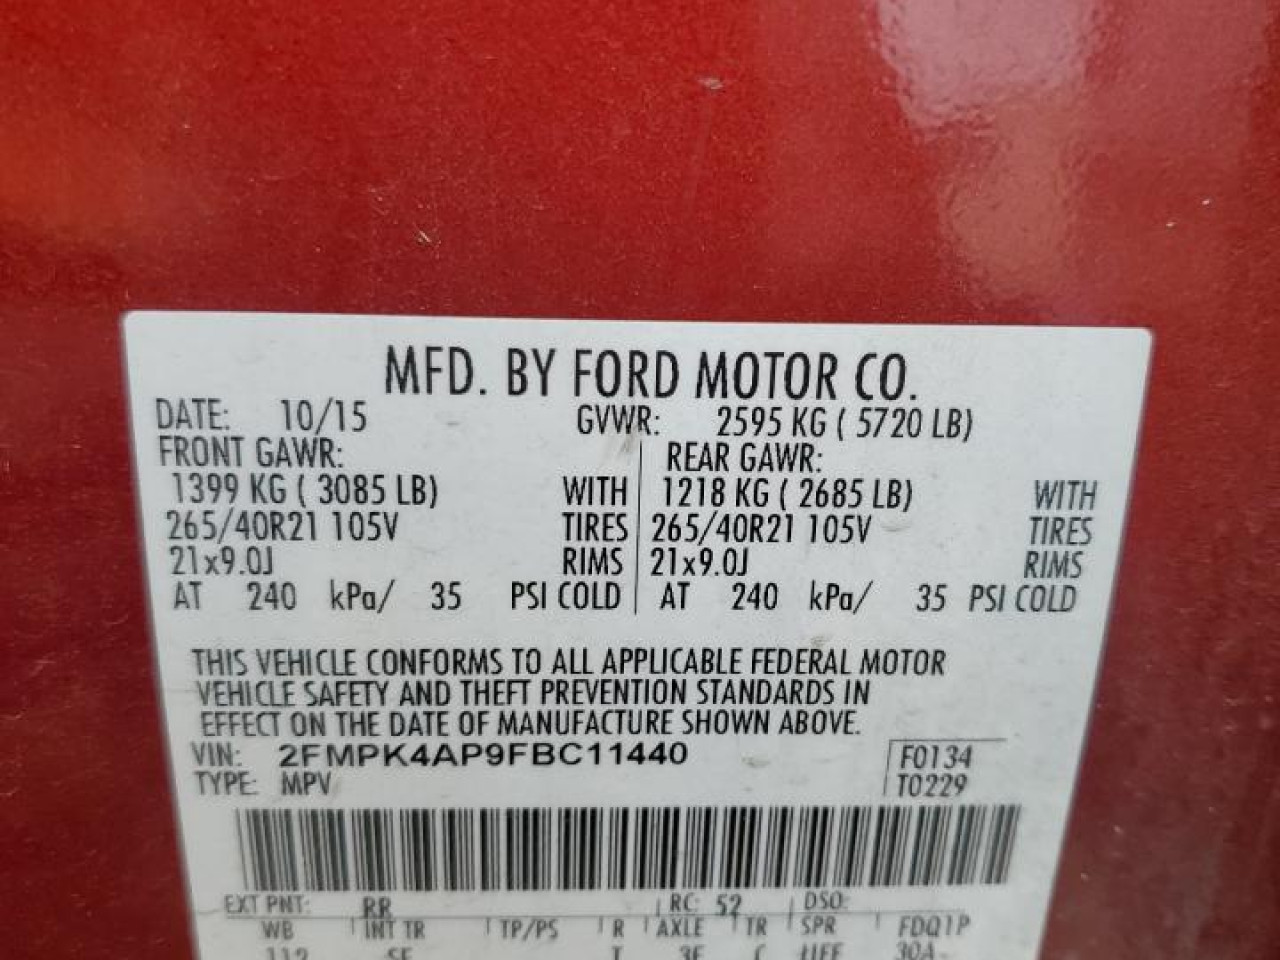 MFD. BY FORD MOTOR CO.
DATE: 10/15 GVWR: 2595 KG ( 5720 LB)
FRONT GAWR: REAR GAWR:
1399 KG ( 3085 LB) WITH 1218 KG ( 2685 LB) WITH
265/40R21 105V TIRES 265/40R21 105V TIRES
21x9.0J RIMS 21x9.0J RIMS
AT 240 kPa/ 35 PSI COLD AT 240 kPa/ 35 PSI COLD
THIS VEHICLE CONFORMS TO ALL APPLICABLE FEDERAL MOTOR
VEHICLE SAFETY AND THEFT PREVENTION STANDARDS IN
EFFECT ON THE DATE OF MANUFACTURE SHOWN ABOVE.
VIN: 2FMPK4AP9FBC11440 F0134
TYPE: MPV T0229
EXT PNT: RR RC: 52 DSO:
WB INT TR TP/PS R AXLE TR SPR FDQ1P